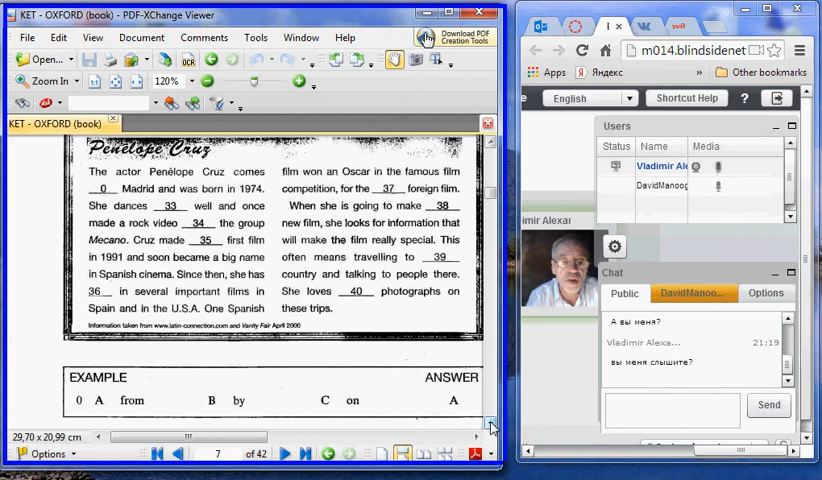 KET - OXFORD (book) - PDF-XChange Viewer
File Edit View Document Comments Tools Window Help
Download PDF
Creation Tools
Open...
OCR
Zoom In
120%
KET - OXFORD (book)
Penélope Cruz
The actor Penélope Cruz comes
0 Madrid and was born in 1974.
She dances 33 well and once
made a rock video 34 the group
Mecano. Cruz made 35 first film
in 1991 and soon became a big name
in Spanish cinema. Since then, she has
36 in several important films in
Spain and in the U.S.A. One Spanish
film won an Oscar in the famous film
competition, for the 37 foreign film.
When she is going to make 38
new film, she looks for information that
will make the film really special. This
often means travelling to 39
country and talking to people there.
She loves 40 photographs on
these trips.
Information taken from www.latin-connection.com and Vanity Fair April 2000
EXAMPLE ANSWER
0 A from B by C on A
29,70 x 20,99 cm
Options
7 of 42
m014.blindsidenet
Apps Яндекс » Other bookmarks
English Shortcut Help ?
Users
Status Name Media
Vladimir Ale
DavidManoog
imir Alexar
Chat
Public DavidManoo... Options
А вы меня?
Vladimir Alexa... 21:19
вы меня слышите?
Send